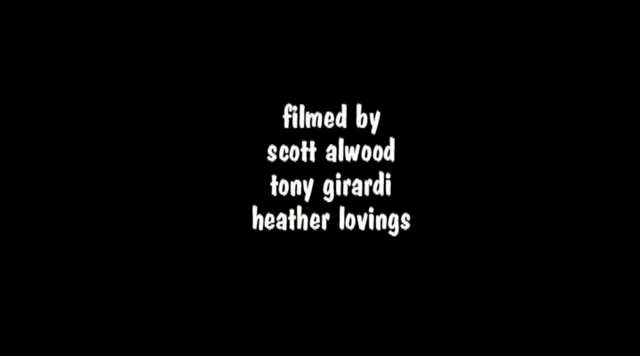 filmed by
scott alwood
tony girardi
heather lovings